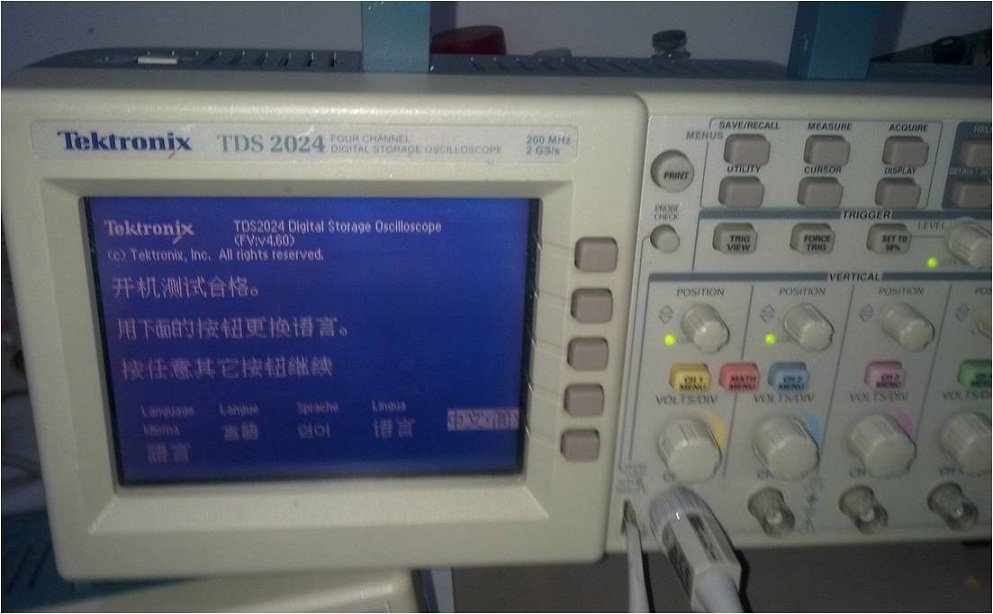 Tektronix TDS 2024 FOUR CHANNEL
DIGITAL STORAGE OSCILLOSCOPE
200 MHz
2 GS/s
Tektronix
TDS2024 Digital Storage Oscilloscope
(FV:v4.60)
(c) Tektronix, Inc. All rights reserved.
开机测试合格。
用下面的按钮更换语言。
按任意其它按钮继续
Language Langue Sprache Lingua
Idioma 言語 언어 语言
語言
中文(简)
MENUS
SAVE/RECALL MEASURE ACQUIRE
PRINT
UTILITY CURSOR DISPLAY
PROBE
CHECK
TRIGGER
TRIG
VIEW
FORCE
TRIG
SET TO
50%
LEVEL
VERTICAL
POSITION POSITION POSITION
CH 1
MENU
MATH
MENU
CH 2
MENU
CH 3
MENU
VOLTS/DIV VOLTS/DIV VOLTS/DIV